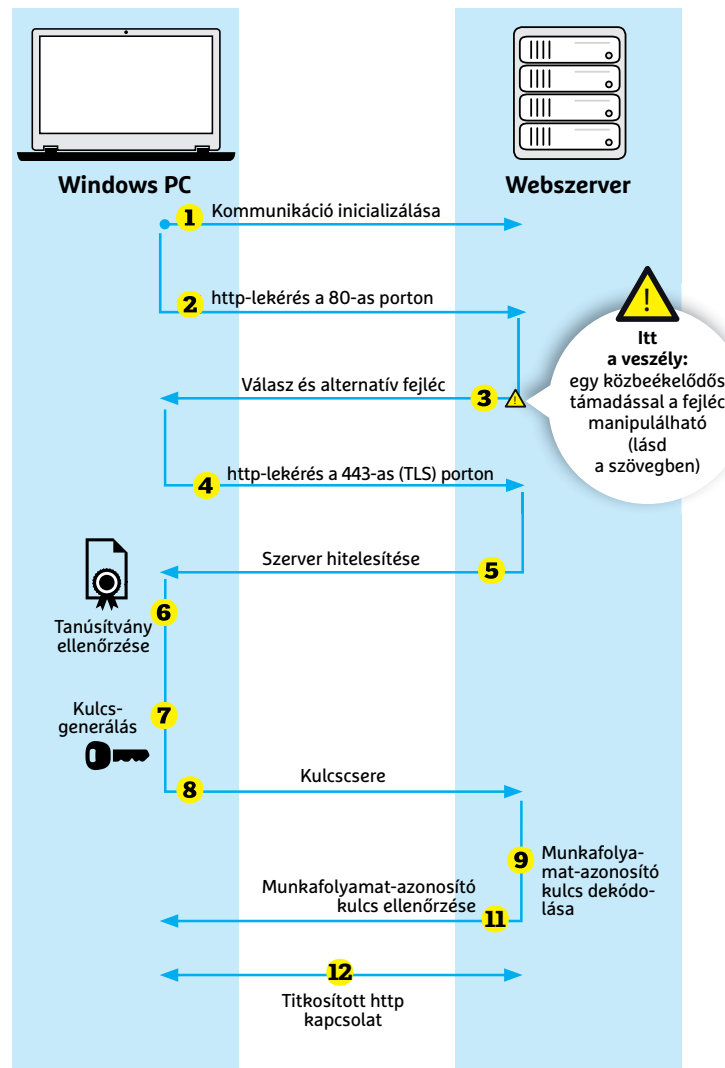 Windows PC
Webszerver
1 Kommunikáció inicializálása
2 http-lekérés a 80-as porton
!
Itt
a veszély:
egy közbeékelődős
támadással a fejléc
manipulálható
(lásd
a szövegben)
Válasz és alternatív fejléc
3 !
4 http-lekérés a 443-as (TLS) porton
Szerver hitelesítése
5
6
Tanúsítvány
ellenőrzése
Kulcs-
generálás
7
8 Kulcscsere
9 Munkafolya-
mat-azonosító
kulcs dekódo-
lása
Munkafolyamat-azonosító
kulcs ellenőrzése
11
12
Titkosított http
kapcsolat